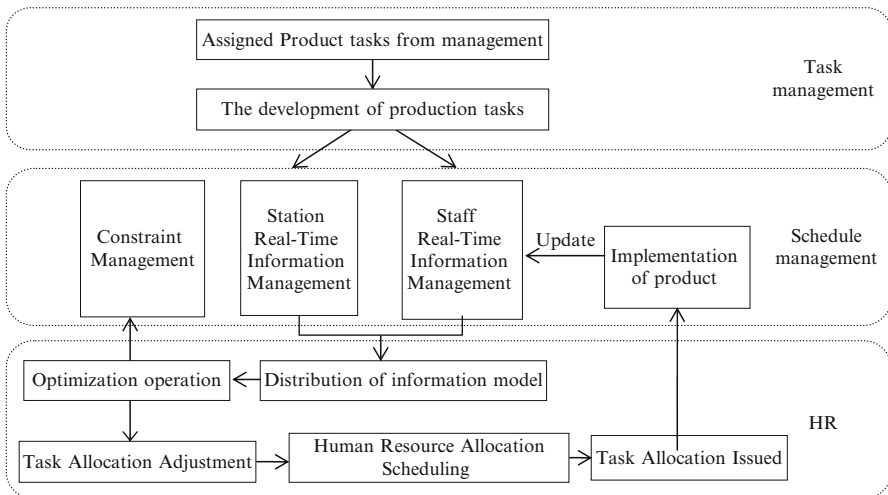 Assigned Product tasks from management
The development of production tasks
Task
management
Constraint
Management
Station
Real-Time
Information
Management
Staff
Real-Time
Information
Management
Update
Implementation
of product
Schedule
management
Optimization operation
Distribution of information model
HR
Task Allocation Adjustment
Human Resource Allocation
Scheduling
Task Allocation Issued